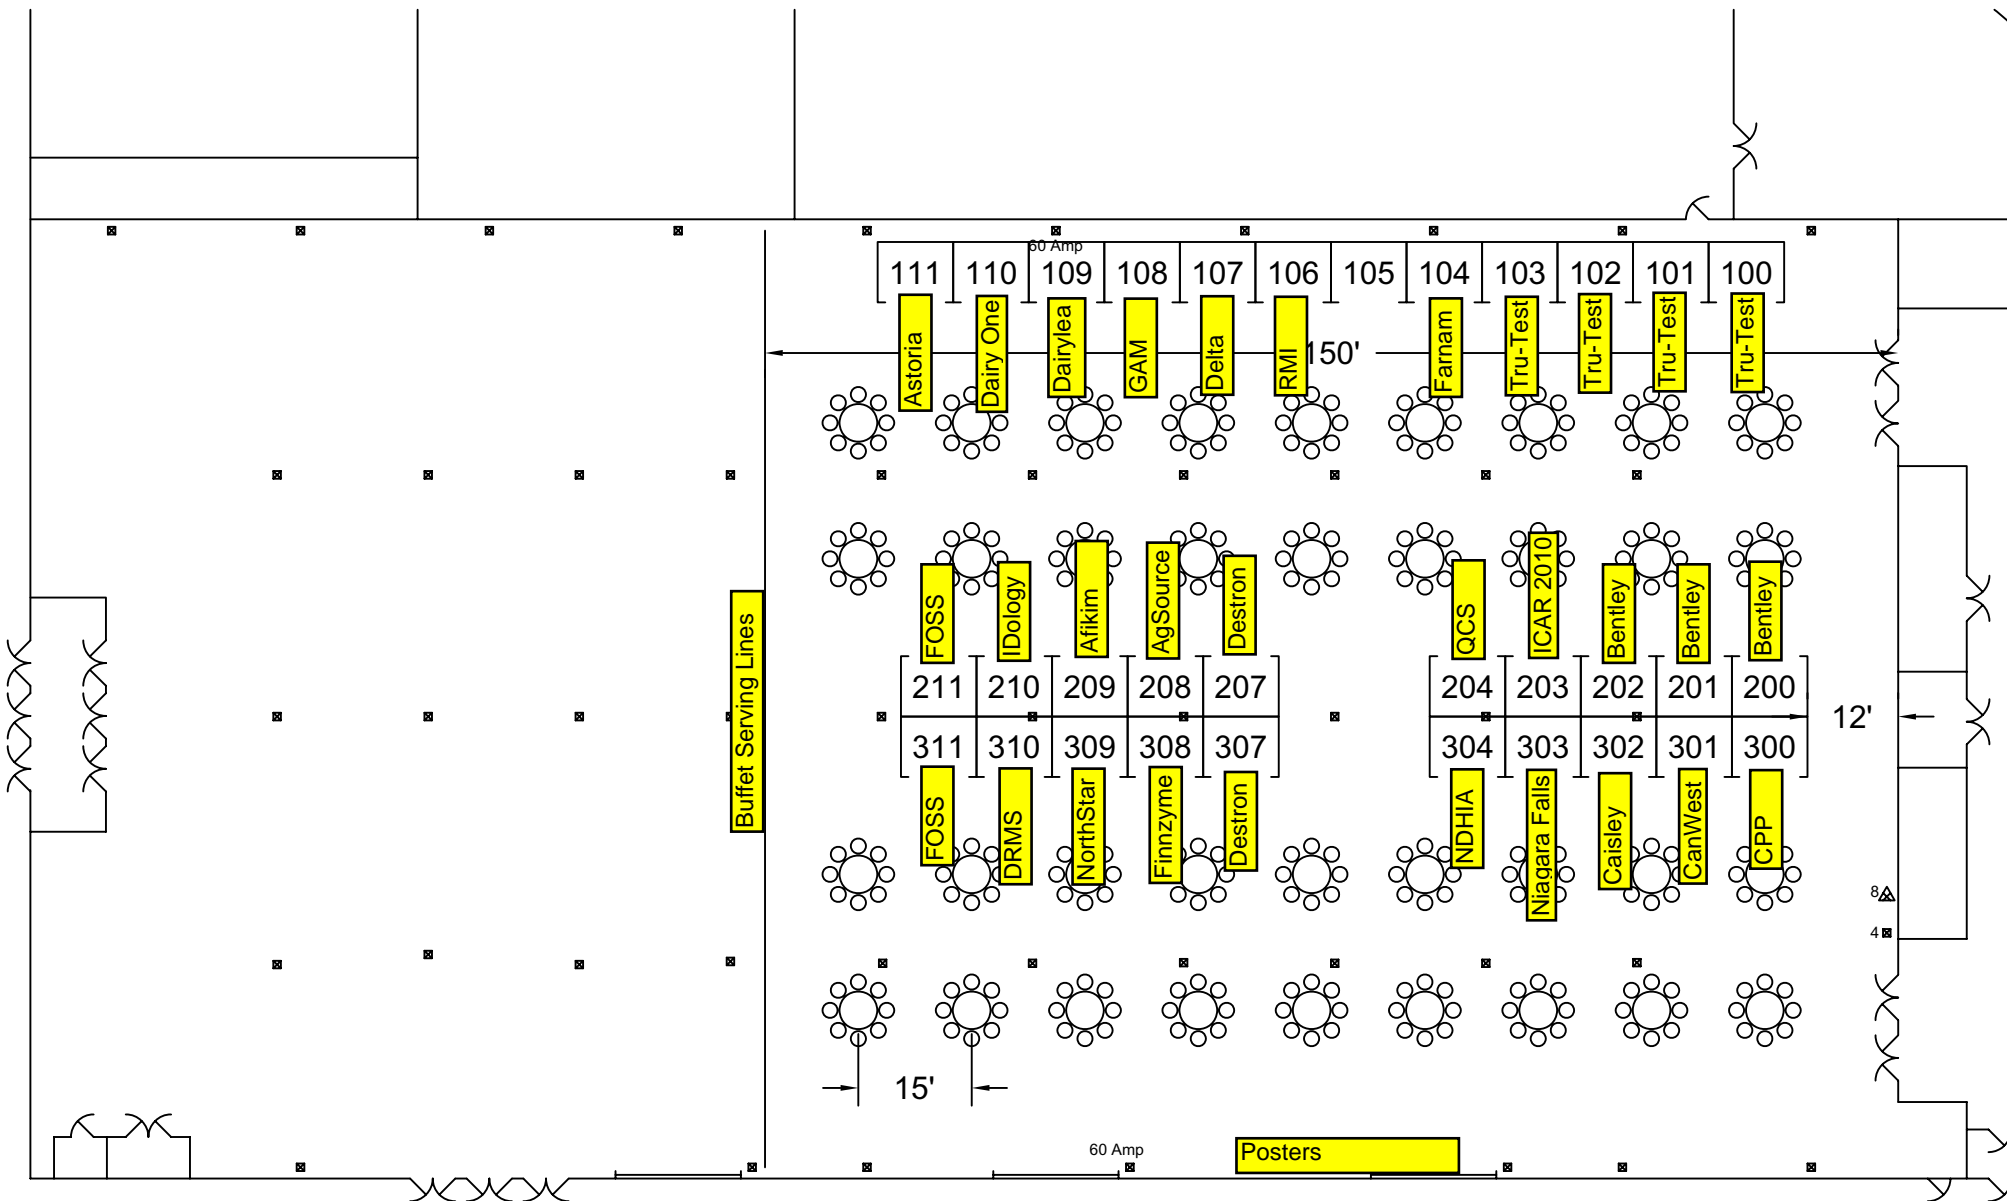 60 Amp
111 110 109 108 107 106 105 104 103 102 101 100
Astoria
Dairy One
Dairylea
GAM
Delta
RMI
Farnam
Tru-Test
Tru-Test
Tru-Test
Tru-Test
150'
FOSS
IDology
Afikim
AgSource
Destron
QCS
ICAR 2010
Bentley
Bentley
Bentley
Buffet Serving Lines
211 210 209 208 207 204 203 202 201 200
12'
311 310 309 308 307 304 303 302 301 300
FOSS
DRMS
NorthStar
Finnzyme
Destron
NDHIA
Niagara Falls
Caisley
CanWest
CPP
8
4
15'
60 Amp
Posters